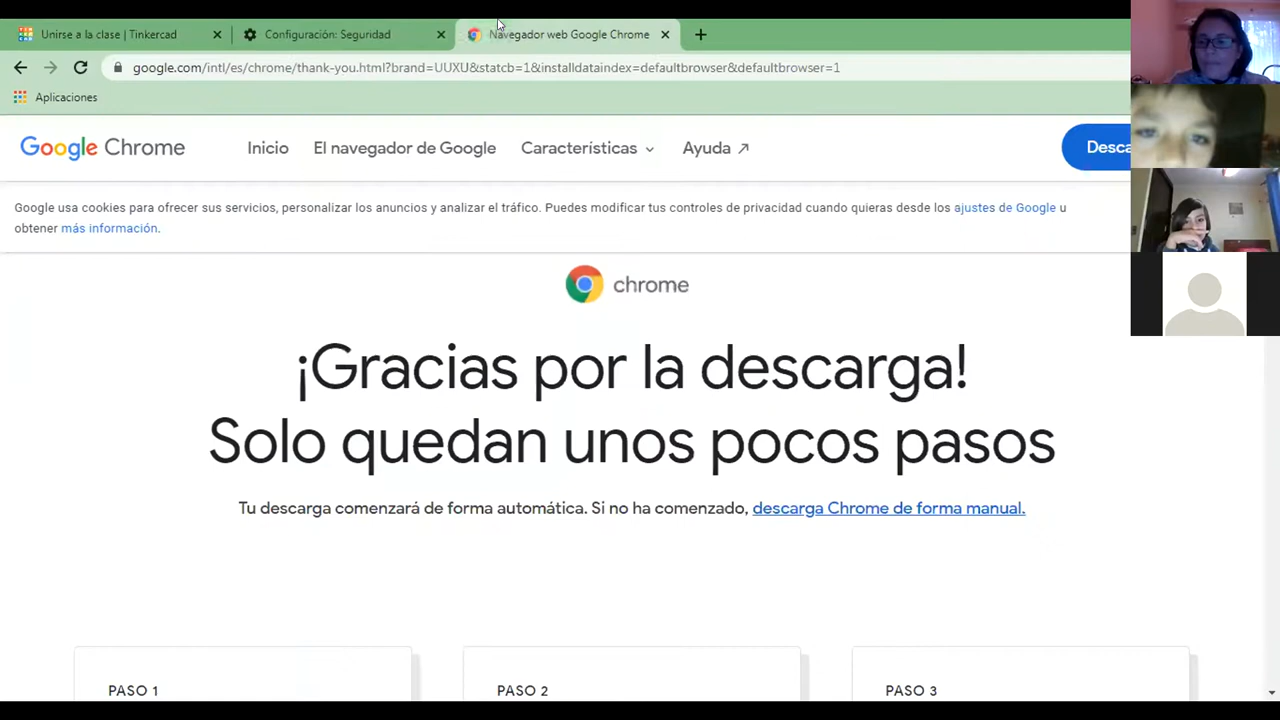 Unirse a la clase | Tinkercad
Configuración: Seguridad
Navegador web Google Chrome
google.com/intl/es/chrome/thank-you.html?brand=UUXU&statcb=1&installdataindex=defaultbrowser&defaultbrowser=1
Aplicaciones
Google Chrome
Inicio
El navegador de Google
Características
Ayuda
Google usa cookies para ofrecer sus servicios, personalizar los anuncios y analizar el tráfico. Puedes modificar tus controles de privacidad cuando quieras desde los ajustes de Google u
obtener más información.
chrome
¡Gracias por la descarga!
Solo quedan unos pocos pasos
Tu descarga comenzará de forma automática. Si no ha comenzado, descarga Chrome de forma manual.
PASO 1
PASO 2
PASO 3